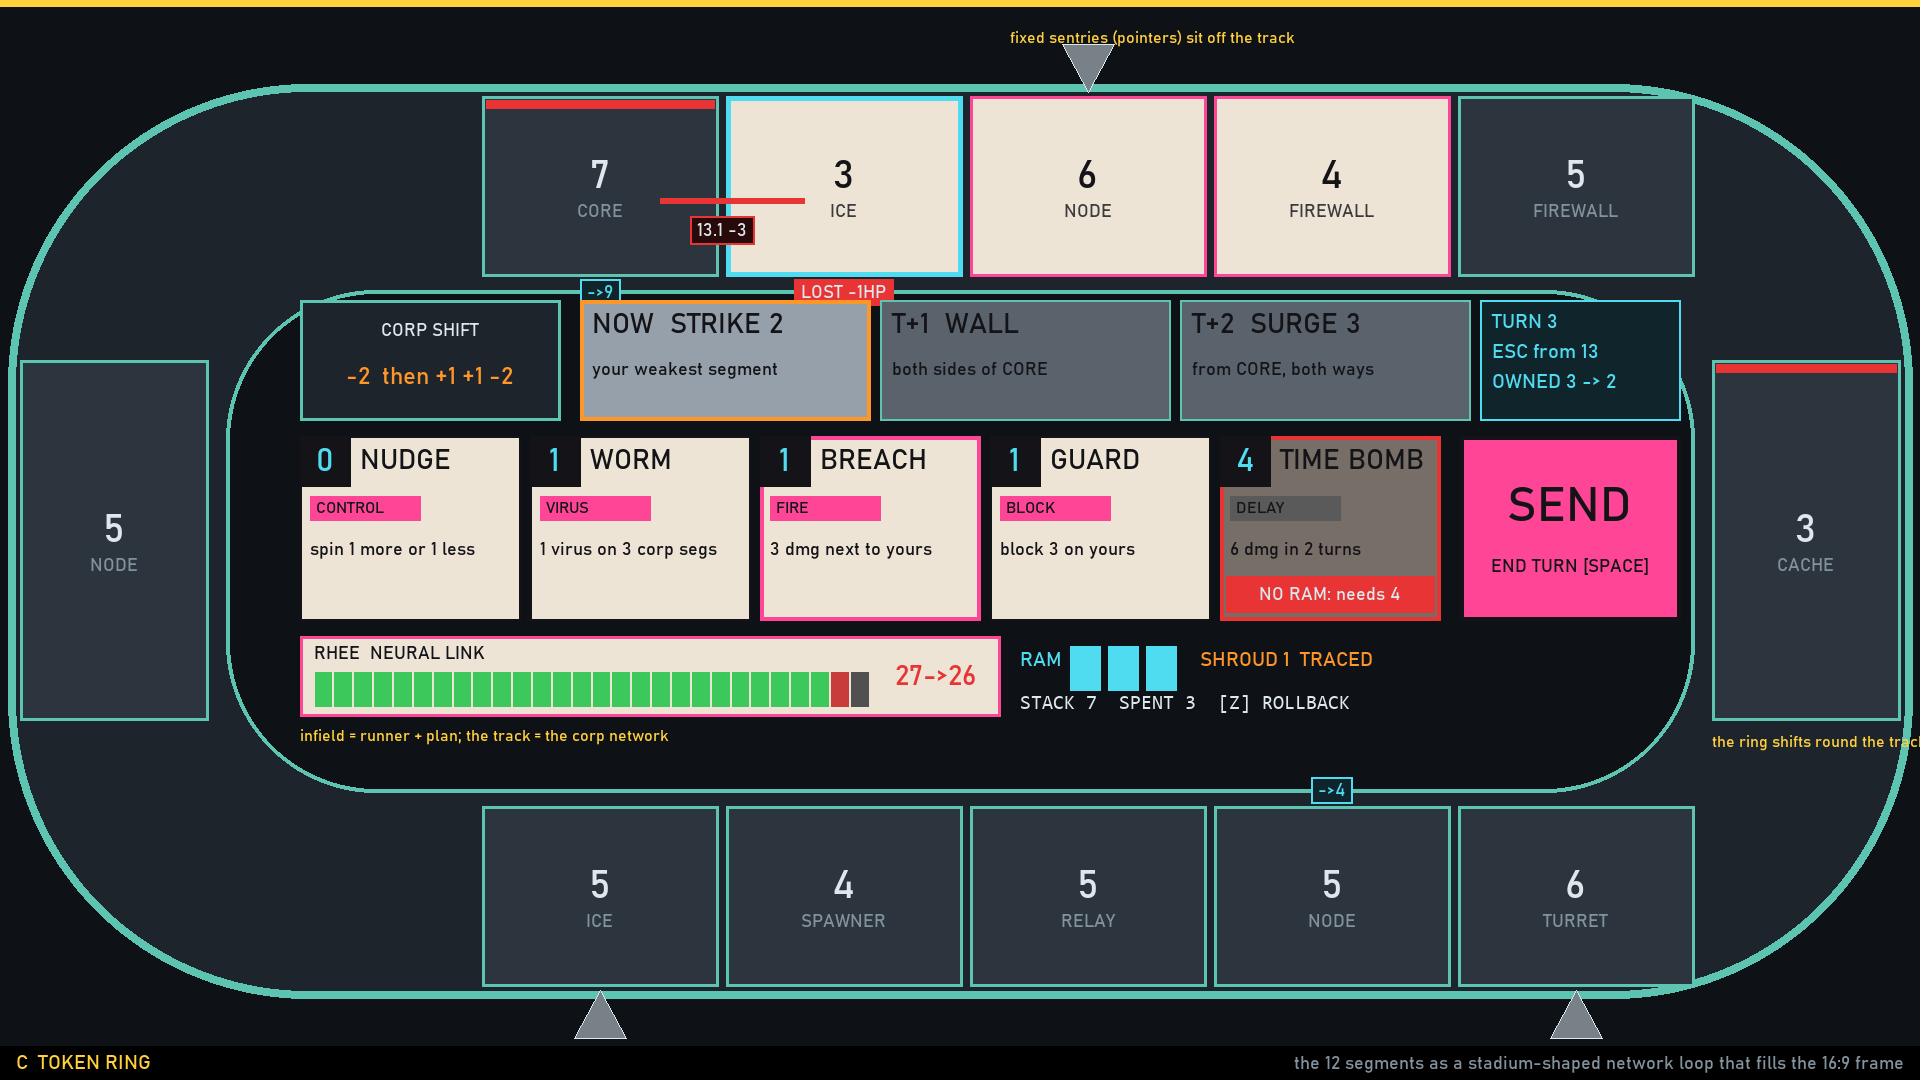 fixed sentries (pointers) sit off the track
7
CORE
3
ICE
6
NODE
4
FIREWALL
5
FIREWALL
13.1 -3
->9
LOST -1HP
CORP SHIFT
-2 then +1 +1 -2
NOW STRIKE 2
your weakest segment
T+1 WALL
both sides of CORE
T+2 SURGE 3
from CORE, both ways
TURN 3
ESC from 13
OWNED 3 -> 2
5
NODE
0 NUDGE
CONTROL
spin 1 more or 1 less
1 WORM
VIRUS
1 virus on 3 corp segs
1 BREACH
FIRE
3 dmg next to yours
1 GUARD
BLOCK
block 3 on yours
4 TIME BOMB
DELAY
6 dmg in 2 turns
NO RAM: needs 4
SEND
END TURN [SPACE]
3
CACHE
RHEE NEURAL LINK
27->26
RAM
SHROUD 1 TRACED
STACK 7 SPENT 3 [Z] ROLLBACK
infield = runner + plan; the track = the corp network
the ring shifts round the trac
->4
5
ICE
4
SPAWNER
5
RELAY
5
NODE
6
TURRET
C TOKEN RING
the 12 segments as a stadium-shaped network loop that fills the 16:9 frame